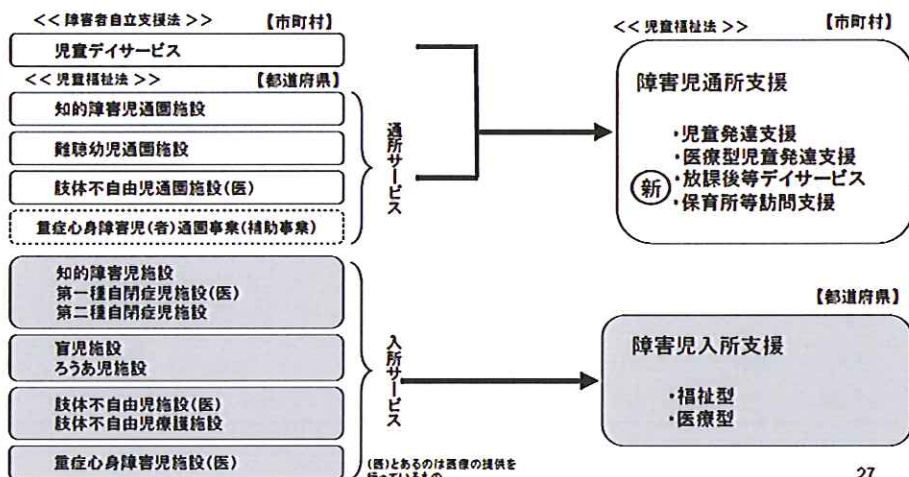 << 障害者自立支援法 >> 【市町村】
児童デイサービス
<< 児童福祉法 >> 【都道府県】
知的障害児通園施設
難聴幼児通園施設
肢体不自由児通園施設(医)
重症心身障害児(者)通園事業(補助事業)
通所サービス
知的障害児施設
第一種自閉症児施設(医)
第二種自閉症児施設
盲児施設
ろうあ児施設
肢体不自由児施設(医)
肢体不自由児療護施設
重症心身障害児施設(医)
入所サービス
(医)とあるのは医療の提供を
行っているもの
<< 児童福祉法 >> 【市町村】
障害児通所支援
・児童発達支援
・医療型児童発達支援
・放課後等デイサービス
新
・保育所等訪問支援
【都道府県】
障害児入所支援
・福祉型
・医療型
27